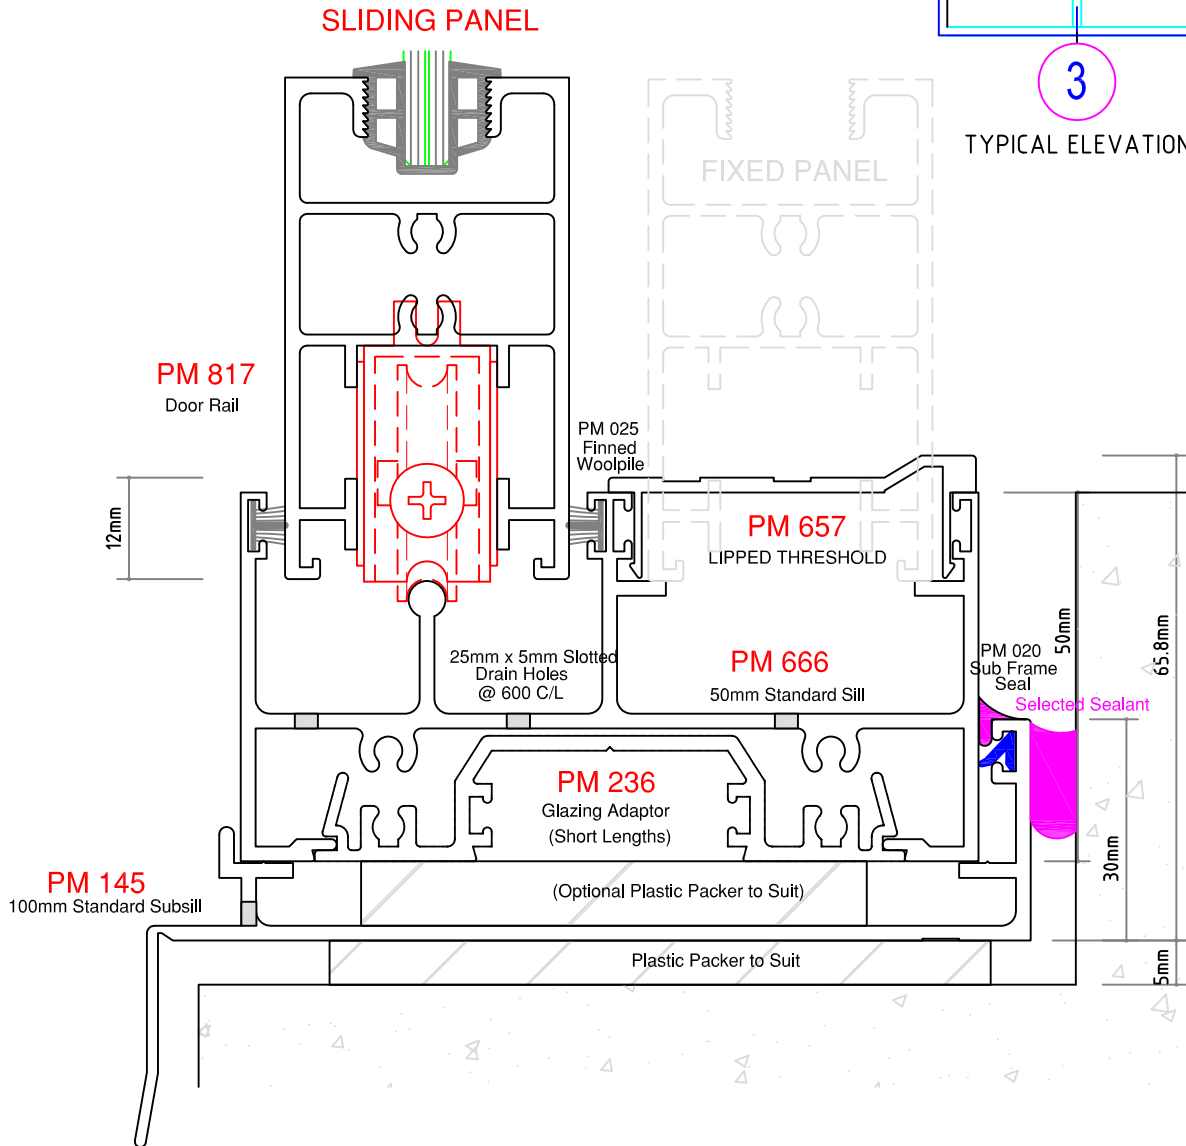 SLIDING PANEL
3
TYPICAL ELEVATION
FIXED PANEL
PM 817
Door Rail
PM 025
Finned
Woolpile
12mm
PM 657
LIPPED THRESHOLD
50mm
65.8mm
25mm x 5mm Slotted
Drain Holes
@ 600 C/L
PM 666
50mm Standard Sill
PM 020
Sub Frame
Seal
Selected Sealant
PM 236
Glazing Adaptor
(Short Lengths)
30mm
PM 145
100mm Standard Subsill
(Optional Plastic Packer to Suit)
Plastic Packer to Suit
5mm